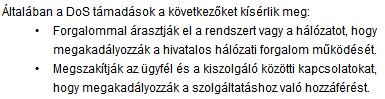 Általában a DoS támadások a következőket kísérlik meg:
• Forgalommal árasztják el a rendszert vagy a hálózatot, hogy
megakadályozzák a hivatalos hálózati forgalom működését.
• Megszakítják az ügyfél és a kiszolgáló közötti kapcsolatokat,
hogy megakadályozzák a szolgáltatáshoz való hozzáférést.